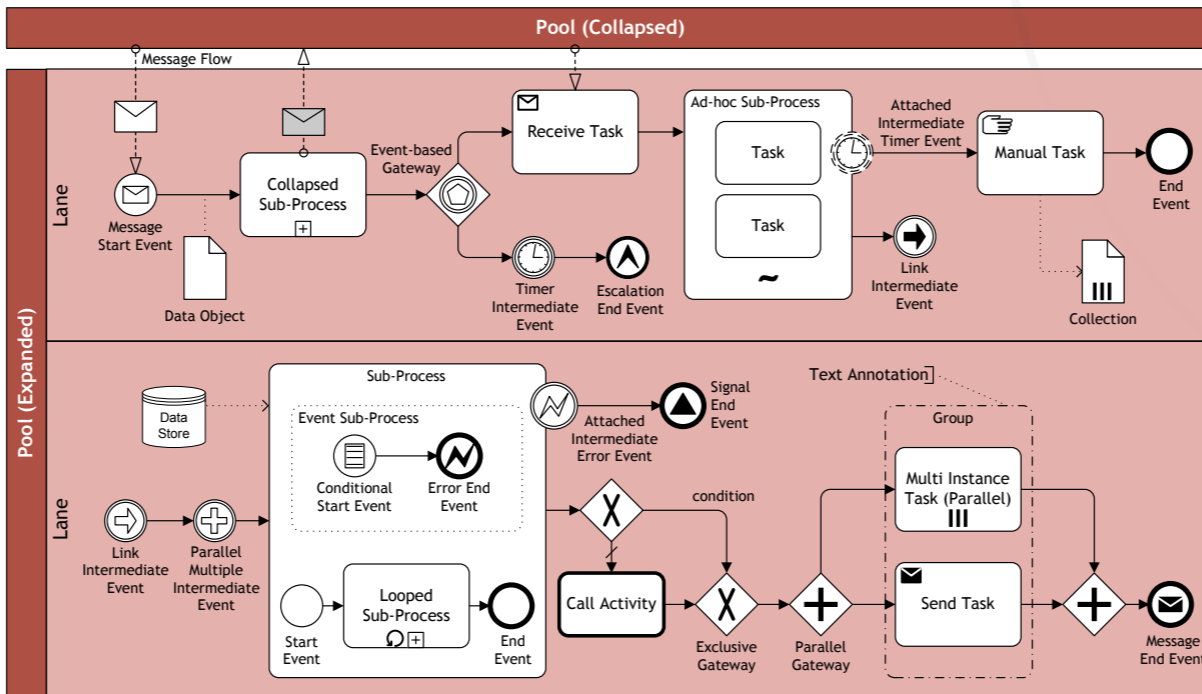 Pool (Collapsed)
Message Flow
Pool (Expanded)
Lane
Message
Start Event
Data Object
Collapsed
Sub-Process
Event-based
Gateway
Receive Task
Timer
Intermediate
Event
Escalation
End Event
Ad-hoc Sub-Process
Task
Task
Attached
Intermediate
Timer Event
Link
Intermediate
Event
Manual Task
End
Event
Collection
Lane
Data
Store
Link
Intermediate
Event
Parallel
Multiple
Intermediate
Event
Sub-Process
Event Sub-Process
Conditional
Start Event
Error End
Event
Start
Event
Looped
Sub-Process
End
Event
Attached
Intermediate
Error Event
Signal
End
Event
condition
Call Activity
Exclusive
Gateway
Parallel
Gateway
Text Annotation
Group
Multi Instance
Task (Parallel)
Send Task
Message
End Event